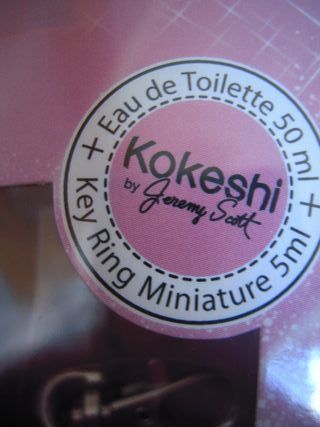 + Eau de Toilette 50 ml +
Kokeshi
by Jeremy Scott
Key Ring Miniature 5ml